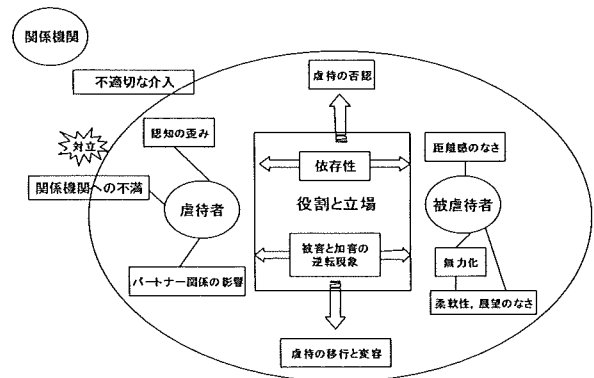 関係機関
不適切な介入
虐待の否認
対立
認知の歪み
距離感のなさ
依存性
関係機関への不満
虐待者
役割と立場
被虐待者
被害と加害の
逆転現象
無力化
パートナー関係の影響
柔軟性，展望のなさ
虐待の移行と変容